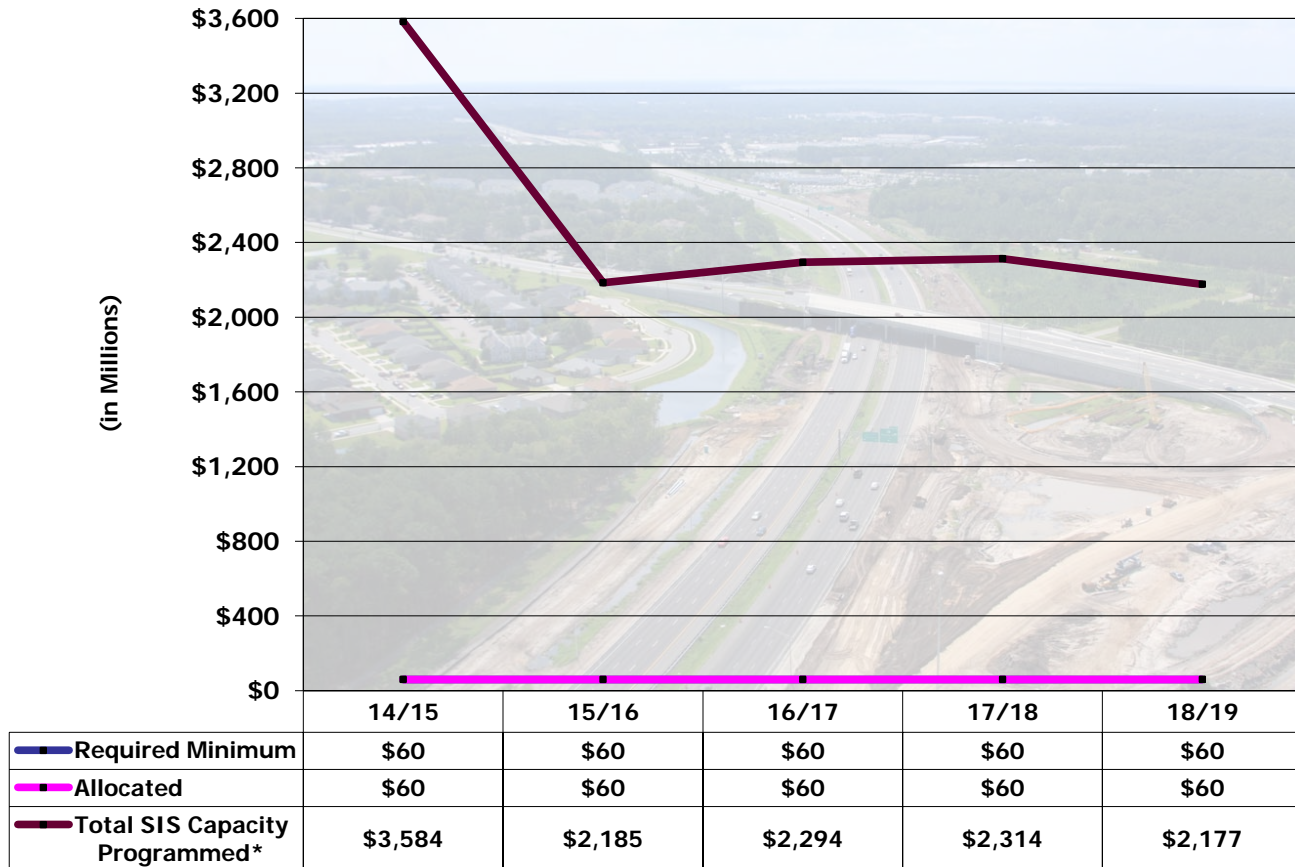 $3,600
$3,200
$2,800
$2,400
$2,000
$1,600
$1,200
$800
$400
$0
(in Millions)
14/15 15/16 16/17 17/18 18/19
Required Minimum $60 $60 $60 $60 $60
Allocated $60 $60 $60 $60 $60
Total SIS Capacity
Programmed* $3,584 $2,185 $2,294 $2,314 $2,177